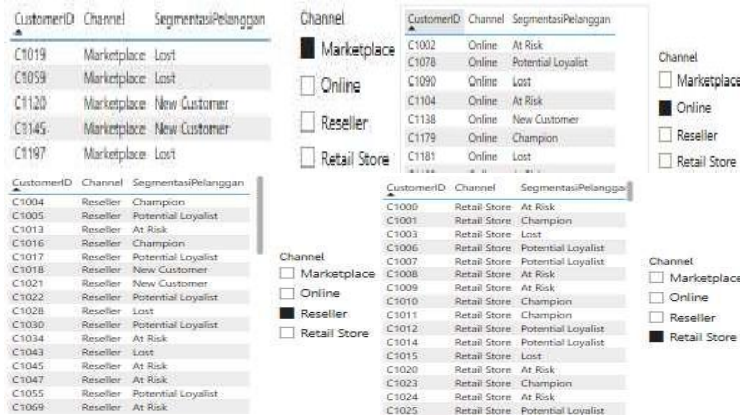 CustomerID Channel SegmentasiPelanggan
C1019 Marketplace Lost
C1059 Marketplace Lost
C1120 Marketplace New Customer
C1145 Marketplace New Customer
C1197 Marketplace Lost
Channel
Marketplace
Online
Reseller
Retail Store
CustomerID Channel SegmentasiPelanggan
C1002 Online At Risk
C1078 Online Potential Loyalist
C1090 Online Lost
C1104 Online At Risk
C1138 Online New Customer
C1179 Online Champion
C1181 Online Lost
Channel
Marketplace
Online
Reseller
Retail Store
CustomerID Channel SegmentasiPelanggan
C1004 Reseller Champion
C1005 Reseller Potential Loyalist
C1013 Reseller At Risk
C1016 Reseller Champion
C1017 Reseller Potential Loyalist
C1018 Reseller New Customer
C1021 Reseller New Customer
C1022 Reseller Potential Loyalist
C1028 Reseller Lost
C1030 Reseller Potential Loyalist
C1034 Reseller At Risk
C1043 Reseller Lost
C1045 Reseller At Risk
C1047 Reseller At Risk
C1055 Reseller Potential Loyalist
C1069 Reseller At Risk
Channel
Marketplace
Online
Reseller
Retail Store
CustomerID Channel SegmentasiPelanggan
C1000 Retail Store At Risk
C1001 Retail Store Champion
C1003 Retail Store Lost
C1006 Retail Store Potential Loyalist
C1007 Retail Store Potential Loyalist
C1008 Retail Store At Risk
C1009 Retail Store At Risk
C1010 Retail Store Champion
C1011 Retail Store Champion
C1012 Retail Store Potential Loyalist
C1014 Retail Store Potential Loyalist
C1015 Retail Store Lost
C1020 Retail Store At Risk
C1023 Retail Store Champion
C1024 Retail Store At Risk
C1025 Retail Store Potential Loyalist
Channel
Marketplace
Online
Reseller
Retail Store